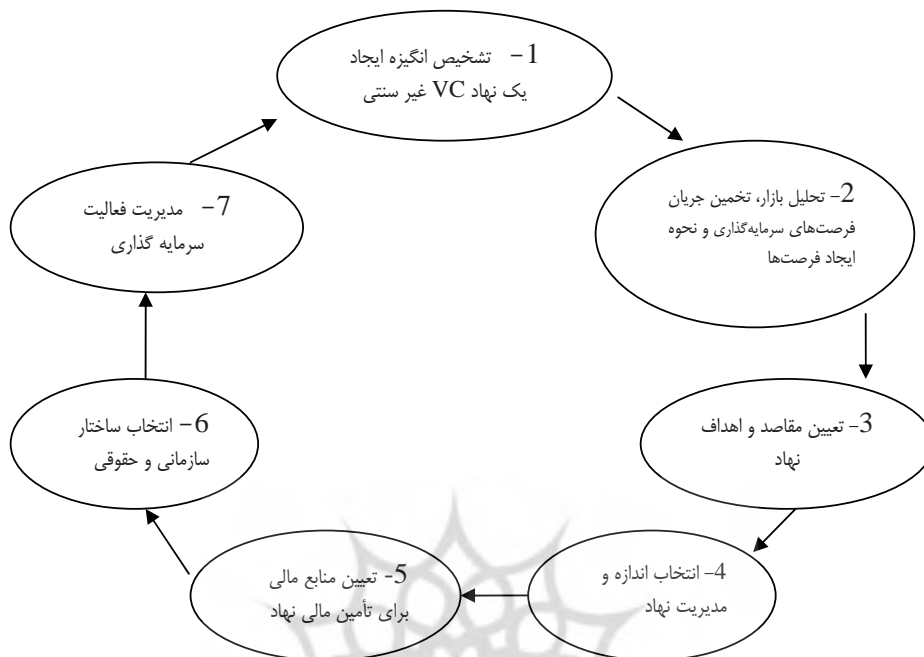 1- تشخیص انگیزه ایجاد
یک نهاد VC غیر سنتی
2- تحلیل بازار، تخمین جریان
فرصت‌های سرمایه‌گذاری و نحوه
ایجاد فرصت‌ها
3- تعیین مقاصد و اهداف
نهاد
4- انتخاب اندازه و
مدیریت نهاد
5- تعیین منابع مالی
برای تأمین مالی نهاد
6- انتخاب ساختار
سازمانی و حقوقی
7- مدیریت فعالیت
سرمایه گذاری